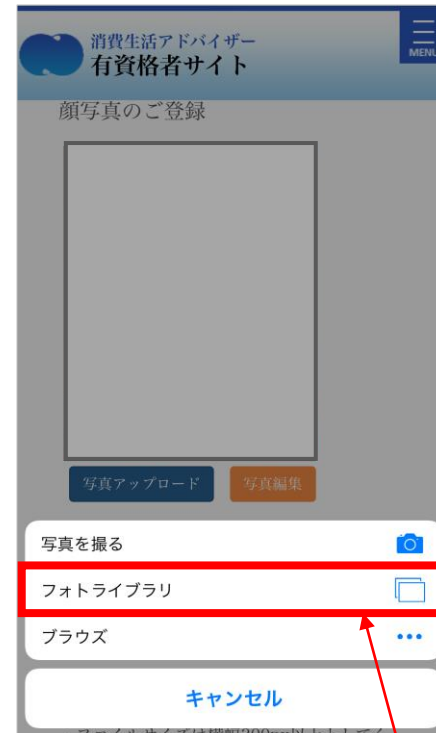 消費生活アドバイザー
有資格者サイト
MENU
顔写真のご登録
写真アップロード
写真編集
写真を撮る
フォトライブラリ
ブラウズ
キャンセル